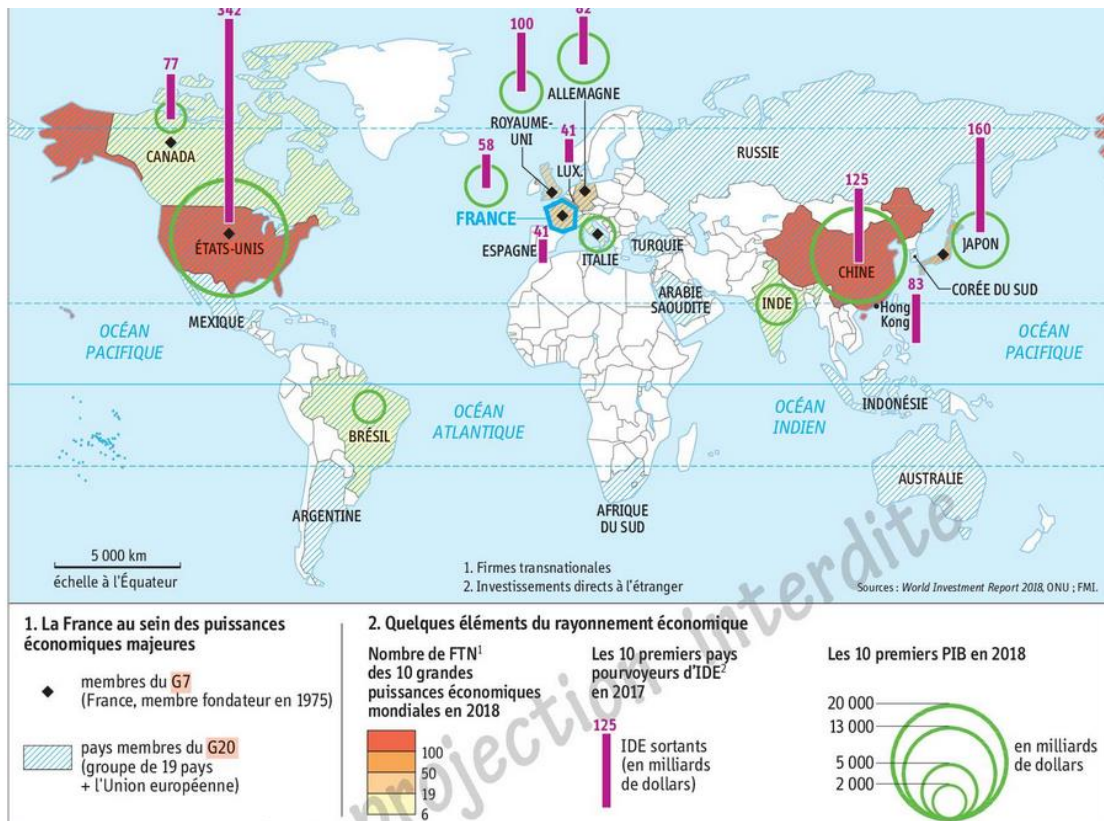 342
100
82
77
ALLEMAGNE
ROYAUME-
UNI
41
160
CANADA
58
LUX.
RUSSIE
125
FRANCE
ÉTATS-UNIS
ESPAGNE
41
ITALIE
TURQUIE
CHINE
JAPON
CORÉE DU SUD
MEXIQUE
ARABIE
SAOUDITE
INDE
Hong
Kong
83
OCÉAN
PACIFIQUE
OCÉAN
PACIFIQUE
BRÉSIL
OCÉAN
ATLANTIQUE
OCÉAN
INDIEN
INDONÉSIE
AUSTRALIE
ARGENTINE
AFRIQUE
DU SUD
5 000 km
échelle à l'Équateur
1. Firmes transnationales
2. Investissements directs à l'étranger
Sources : World Investment Report 2018, ONU ; FMI.
1. La France au sein des puissances
économiques majeures
membres du G7
(France, membre fondateur en 1975)
pays membres du G20
(groupe de 19 pays
+ l'Union européenne)
2. Quelques éléments du rayonnement économique
Nombre de FTN1
des 10 grandes
puissances économiques
mondiales en 2018
100
50
19
6
Les 10 premiers pays
pourvoyeurs d'IDE2
en 2017
125
IDE sortants
(en milliards
de dollars)
Les 10 premiers PIB en 2018
20 000
13 000
5 000
2 000
en milliards
de dollars
projection interdite